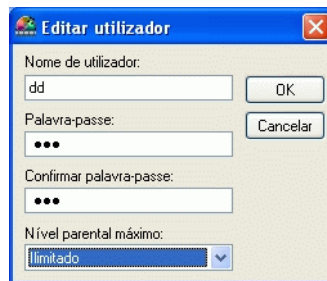 Editar utilizador
Nome de utilizador:
dd
OK
Palavra-passe:
●●●
Cancelar
Confirmar palavra-passe:
●●●
Nível parental máximo:
Ilimitado